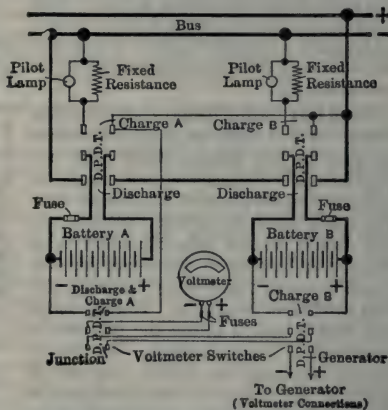 +
Bus
-
Pilot Lamp
Fixed Resistance
Pilot Lamp
Fixed Resistance
Charge A
Charge B
D.P.D.T.
D.P.D.T.
Discharge
Discharge
Fuse
Fuse
Battery A
Battery B
- +
- +
Discharge & Charge A
Voltmeter
Charge B
- +
Fuses
D.P.D.T.
D.P.D.T.
Junction
Voltmeter Switches
Generator
- +
To Generator
(Voltmeter Connections)